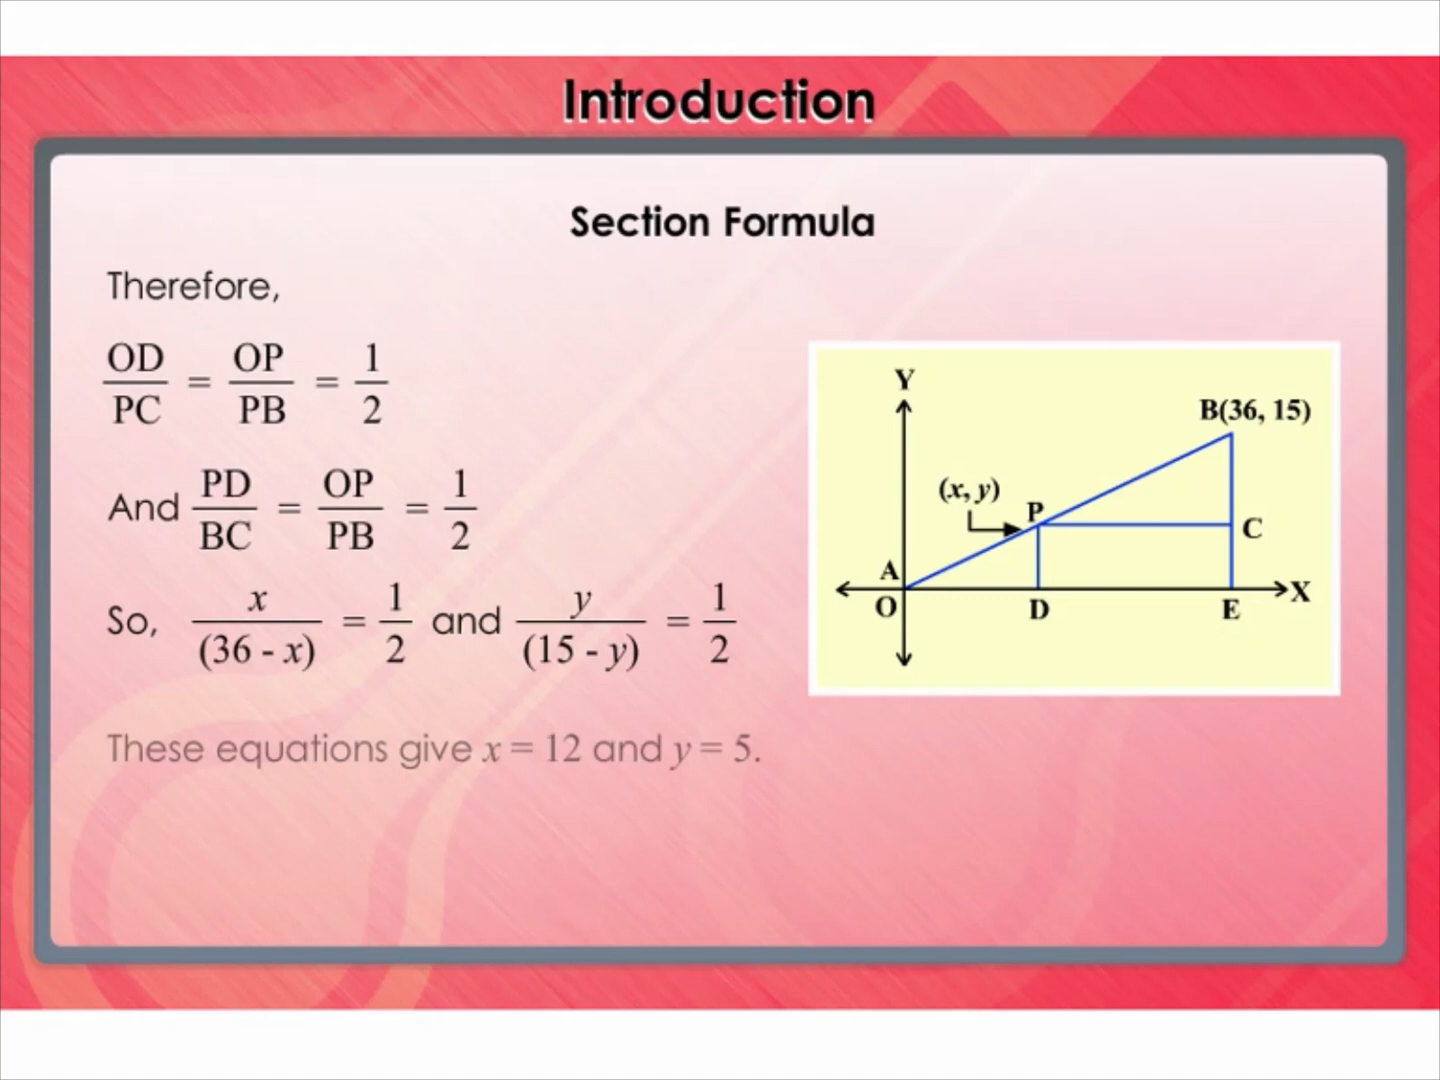 Introduction
Section Formula
Therefore,
OD/PC = OP/PB = 1/2
And PD/BC = OP/PB = 1/2
So, x/(36 - x) = 1/2 and y/(15 - y) = 1/2
These equations give x = 12 and y = 5.
Y
B(36, 15)
(x, y)
P
C
A
X
O
D
E